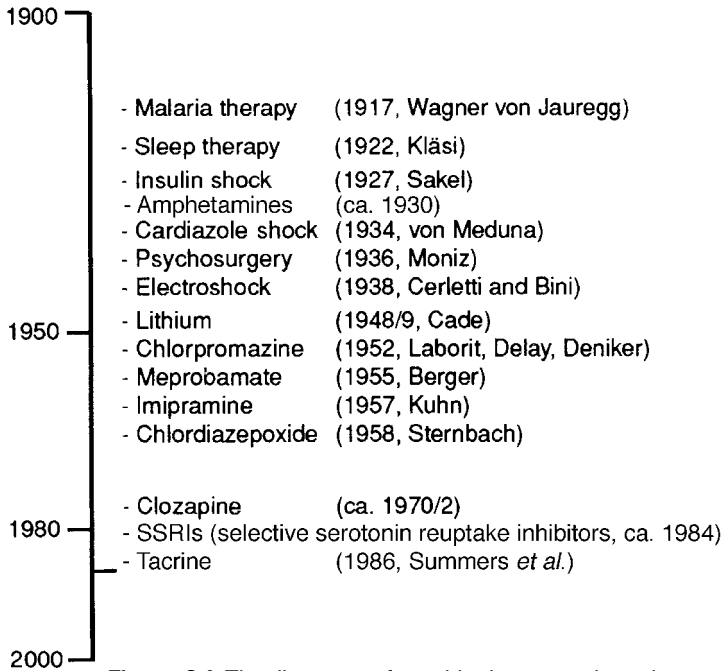 1900
- Malaria therapy (1917, Wagner von Jauregg)
- Sleep therapy (1922, Kläsi)
- Insulin shock (1927, Sakel)
- Amphetamines (ca. 1930)
- Cardiazole shock (1934, von Meduna)
- Psychosurgery (1936, Moniz)
- Electroshock (1938, Cerletti and Bini)
1950
- Lithium (1948/9, Cade)
- Chlorpromazine (1952, Laborit, Delay, Deniker)
- Meprobamate (1955, Berger)
- Imipramine (1957, Kuhn)
- Chlordiazepoxide (1958, Sternbach)
- Clozapine (ca. 1970/2)
1980
- SSRIs (selective serotonin reuptake inhibitors, ca. 1984)
- Tacrine (1986, Summers et al.)
2000